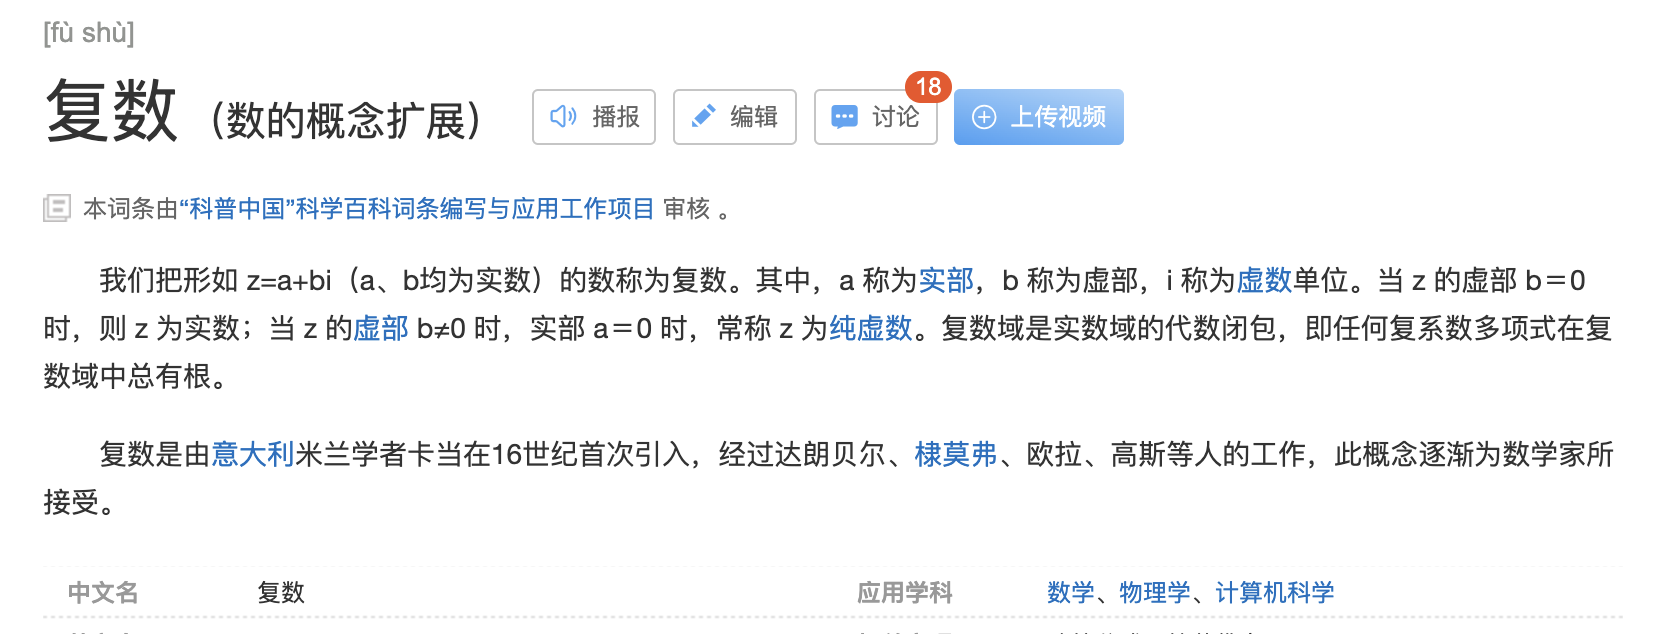 [fù shù]
复数（数的概念扩展） 播报 编辑 讨论 18 上传视频
本词条由“科普中国”科学百科词条编写与应用工作项目 审核 。
我们把形如 z=a+bi（a、b均为实数）的数称为复数。其中，a 称为实部，b 称为虚部，i 称为虚数单位。当 z 的虚部 b＝0
时，则 z 为实数；当 z 的虚部 b≠0 时，实部 a＝0 时，常称 z 为纯虚数。复数域是实数域的代数闭包，即任何复系数多项式在复
数域中总有根。
复数是由意大利米兰学者卡当在16世纪首次引入，经过达朗贝尔、棣莫弗、欧拉、高斯等人的工作，此概念逐渐为数学家所
接受。
中文名 复数 应用学科 数学、物理学、计算机科学